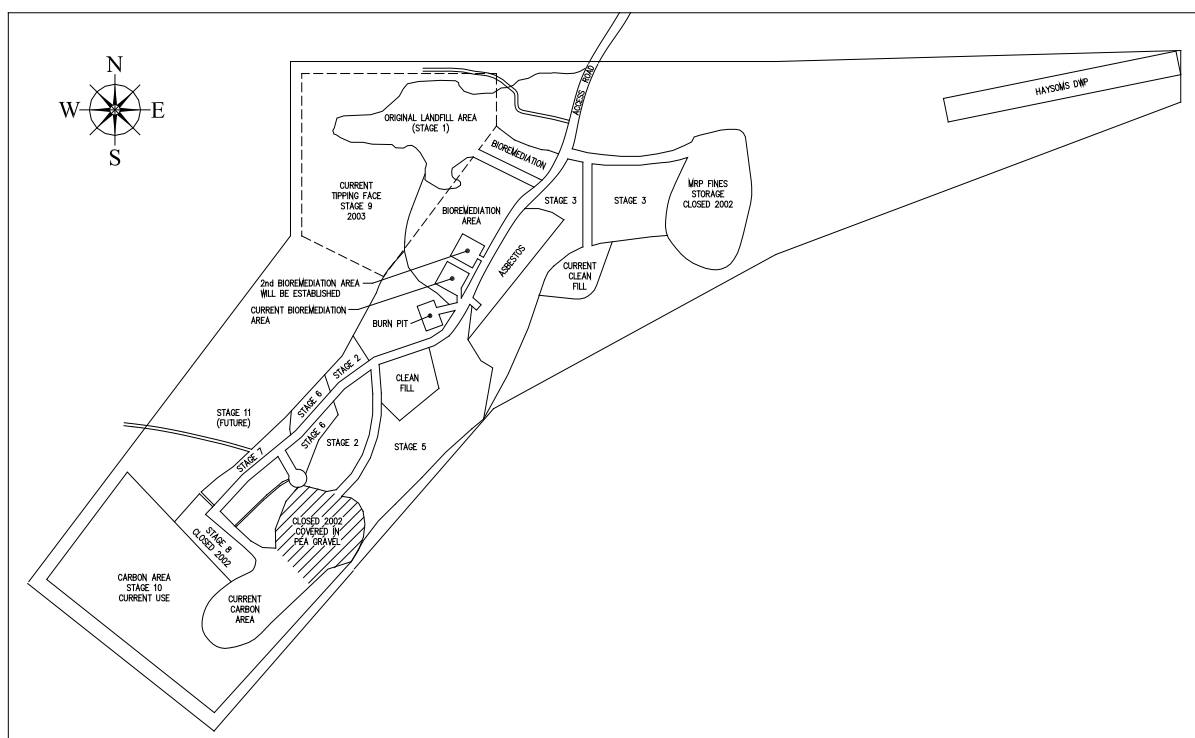 N
W
E
S
HAYSOMS DWP
ACCESS ROAD
ORIGINAL LANDFILL AREA
(STAGE 1)
BIOREMEDIATION
CURRENT
TIPPING FACE
STAGE 9
2003
BIOREMEDIATION
AREA
STAGE 3
STAGE 3
MRP FINES
STORAGE
CLOSED 2002
ASBESTOS
CURRENT
CLEAN
FILL
2nd BIOREMEDIATION AREA
WILL BE ESTABLISHED
CURRENT BIOREMEDIATION
AREA
BURN PIT
STAGE 2
CLEAN
FILL
STAGE 6
STAGE 11
(FUTURE)
STAGE 6
STAGE 2
STAGE 5
STAGE 7
STAGE 8
CLOSED 2002
CLOSED 2002
COVERED IN
PEA GRAVEL
CARBON AREA
STAGE 10
CURRENT USE
CURRENT
CARBON
AREA